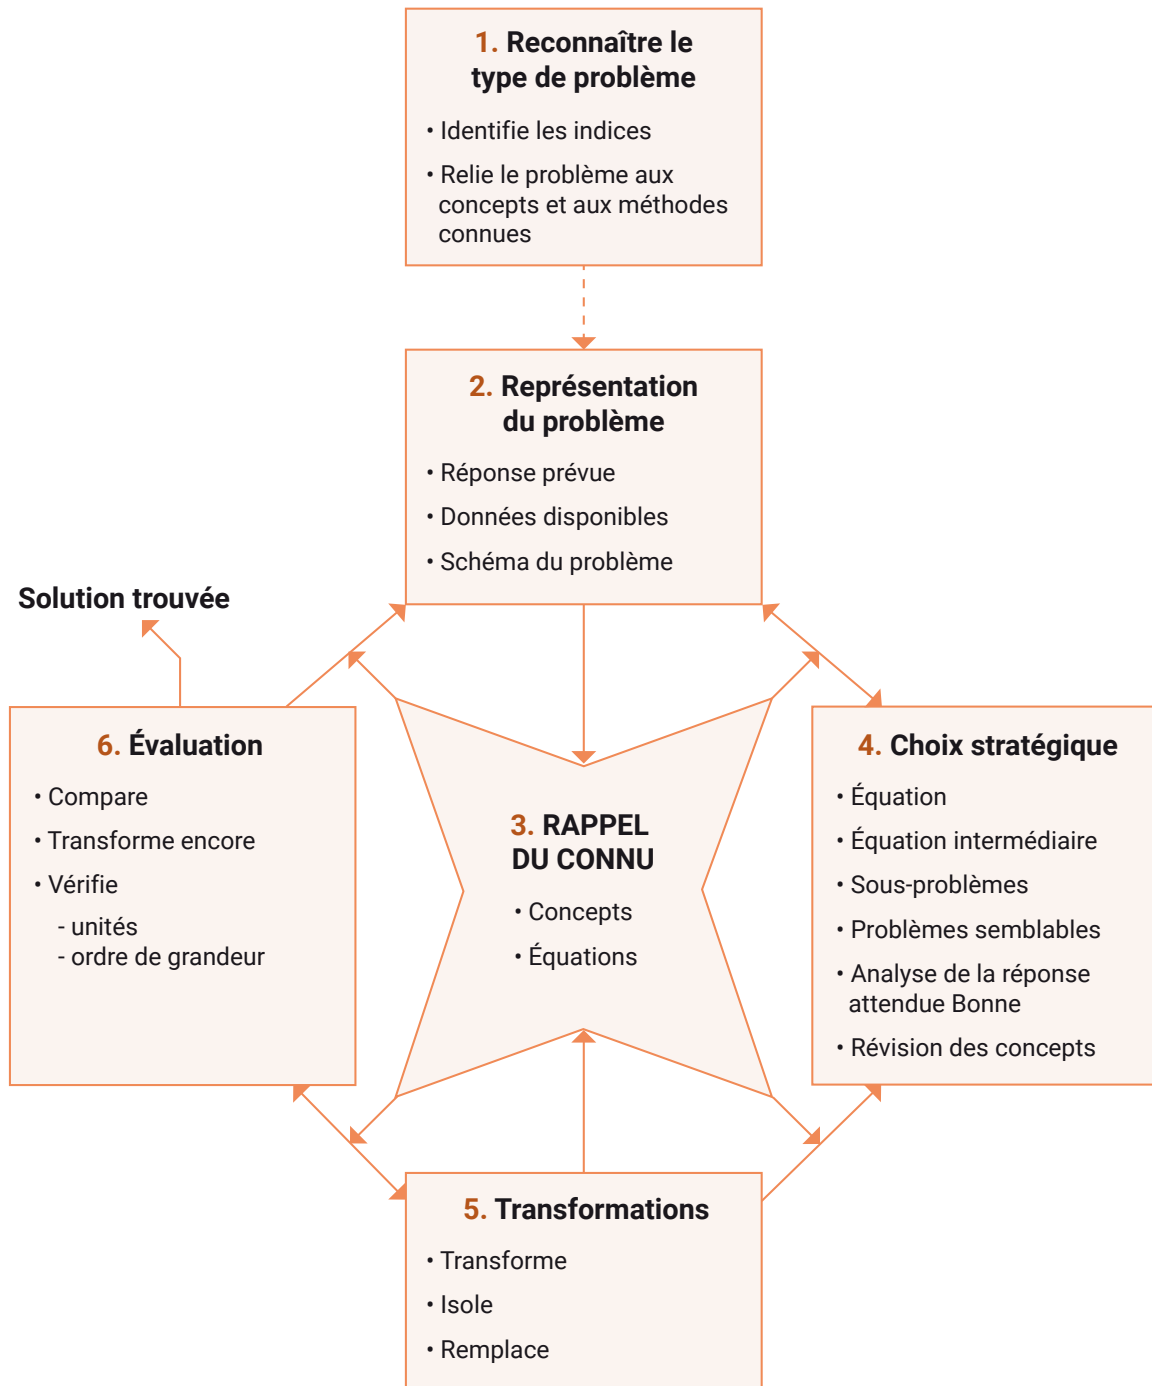 1. Reconnaître le
type de problème
• Identifie les indices
• Relie le problème aux
concepts et aux méthodes
connues
2. Représentation
du problème
• Réponse prévue
• Données disponibles
• Schéma du problème
Solution trouvée
6. Évaluation
• Compare
• Transforme encore
• Vérifie
- unités
- ordre de grandeur
3. RAPPEL
DU CONNU
• Concepts
• Équations
4. Choix stratégique
• Équation
• Équation intermédiaire
• Sous-problèmes
• Problèmes semblables
• Analyse de la réponse
attendue Bonne
• Révision des concepts
5. Transformations
• Transforme
• Isole
• Remplace